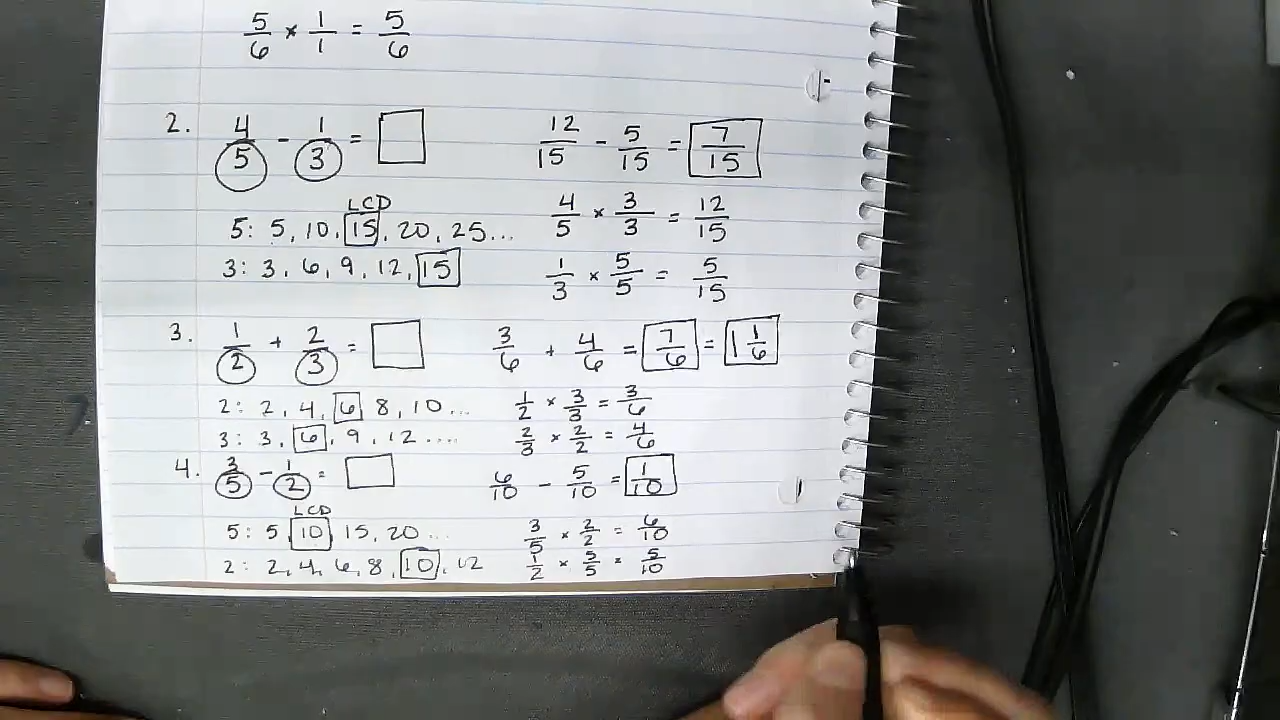 5/6 × 1/1 = 5/6
2. 4/5 - 1/3 = □ 12/15 - 5/15 = 7/15
LCD
5: 5, 10, 15, 20, 25... 4/5 × 3/3 = 12/15
3: 3, 6, 9, 12, 15 1/3 × 5/5 = 5/15
3. 1/2 + 2/3 = □ 3/6 + 4/6 = 7/6 = 1 1/6
2: 2, 4, 6 8, 10... 1/2 × 3/3 = 3/6
3: 3, 6, 9, 12.... 2/3 × 2/2 = 4/6
4. 3/5 - 1/2 = □ 6/10 - 5/10 = 1/10
LCD
5: 5, 10, 15, 20... 3/5 × 2/2 = 6/10
2: 2, 4, 6, 8, 10, 12 1/2 × 5/5 = 5/10